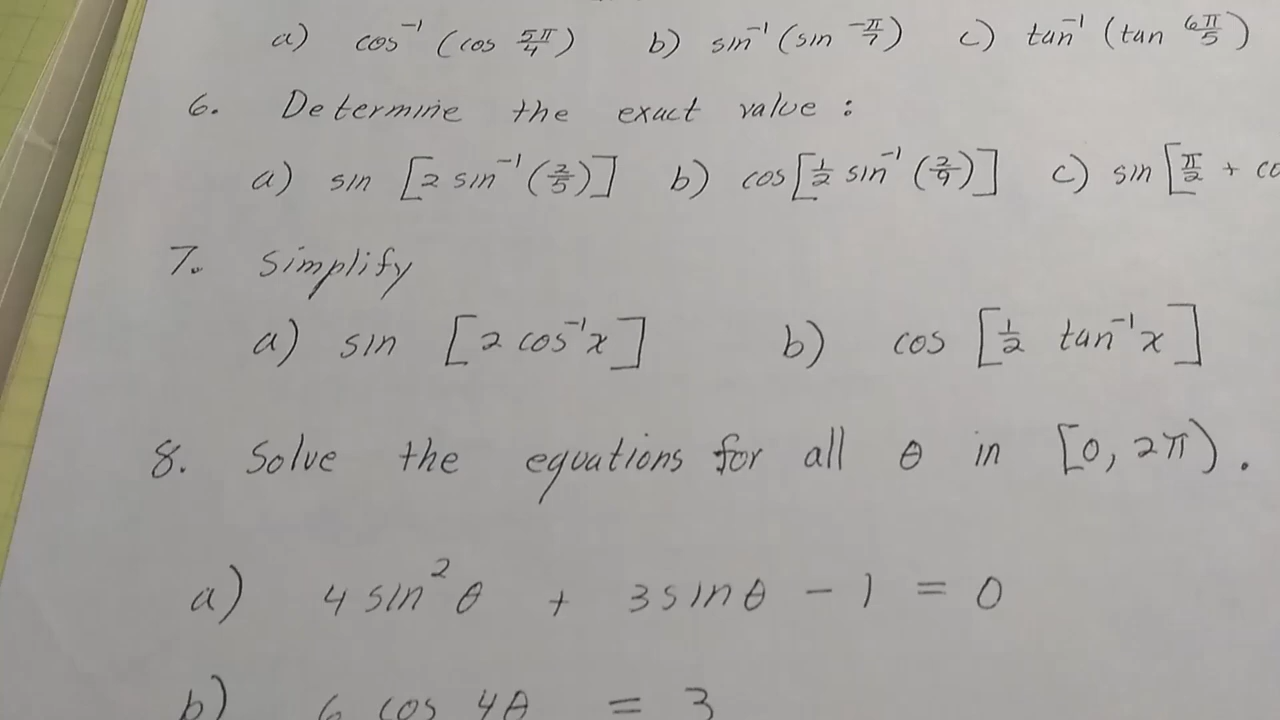 a) cos⁻¹ (cos 5π/4) b) sin⁻¹ (sin -π/7) c) tan⁻¹ (tan 6π/5)
6. Determine the exact value :
a) sin [2 sin⁻¹ (2/5)] b) cos [1/2 sin⁻¹ (2/9)] c) sin [π/2 +
7. Simplify
a) sin [2 cos⁻¹x] b) cos [1/2 tan⁻¹x]
8. Solve the equations for all θ in [0, 2π).
a) 4 sin² θ + 3 sin θ - 1 = 0
b) 6 cos 4θ = 3